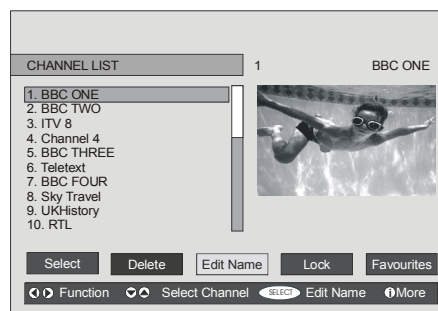 CHANNEL LIST
1 BBC ONE
1. BBC ONE
2. BBC TWO
3. ITV 8
4. Channel 4
5. BBC THREE
6. Teletext
7. BBC FOUR
8. Sky Travel
9. UKHistory
10. RTL
Select Delete Edit Name Lock Favourites
Function Select Channel SELECT Edit Name i More